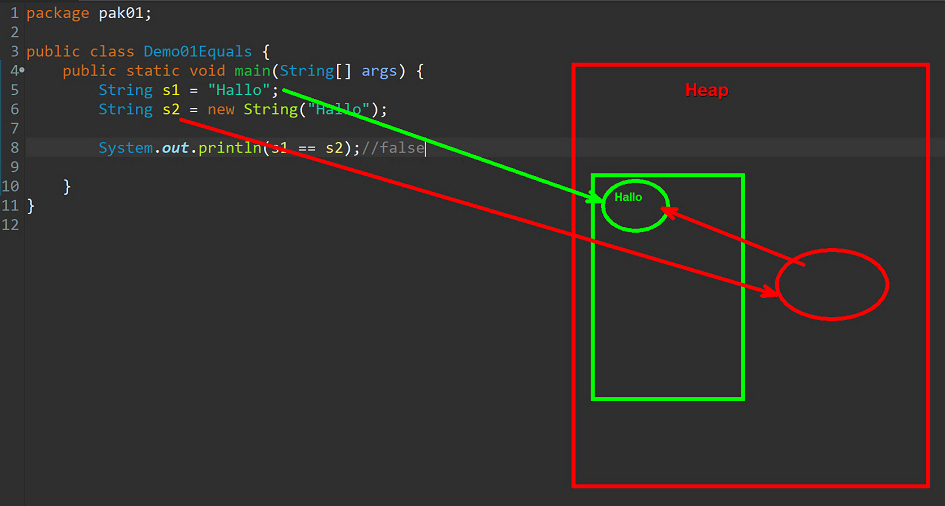 1 package pak01;
2
3 public class Demo01Equals {
4 public static void main(String[] args) {
5 String s1 = "Hallo";
6 String s2 = new String("Hallo");
7
8 System.out.println(s1 == s2);//false
9
10 }
11 }
12
Heap
Hallo